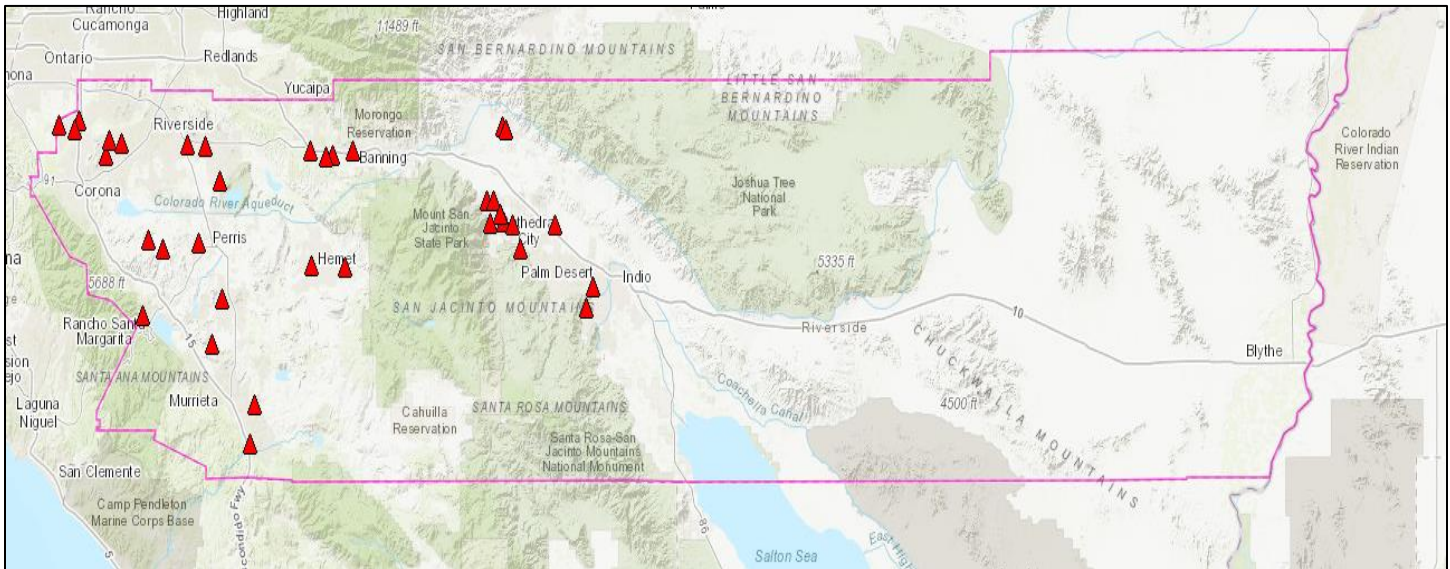 Rancho
Cucamonga
Highland
11489 ft
Ontario
Redlands
SAN BERNARDINO MOUNTAINS
Yucaipa
LITTLE SAN
BERNARDINO
MOUNTAINS
Riverside
Morongo
Reservation
Banning
Colorado
River Indian
Reservation
91
Corona
Joshua Tree
National
Park
Colorado River Aqueduct
Mount San
Jacinto
State Park
City
Perris
Hemet
5335 ft
Palm Desert
Indio
5688 ft
SAN JACINTO MOUNTAINS
Rancho Santa
Margarita
15
Riverside
10
CHUCKWALLA MOUNTAINS
Blythe
SANTA ANA MOUNTAINS
Coachella Canal
Laguna
Niguel
Murrieta
Cahuilla
Reservation
SANTA ROSA MOUNTAINS
4500 ft
Santa Rosa-San
Jacinto Mountains
National Monument
San Clemente
Camp Pendleton
Marine Corps Base
5
86
Salton Sea
East